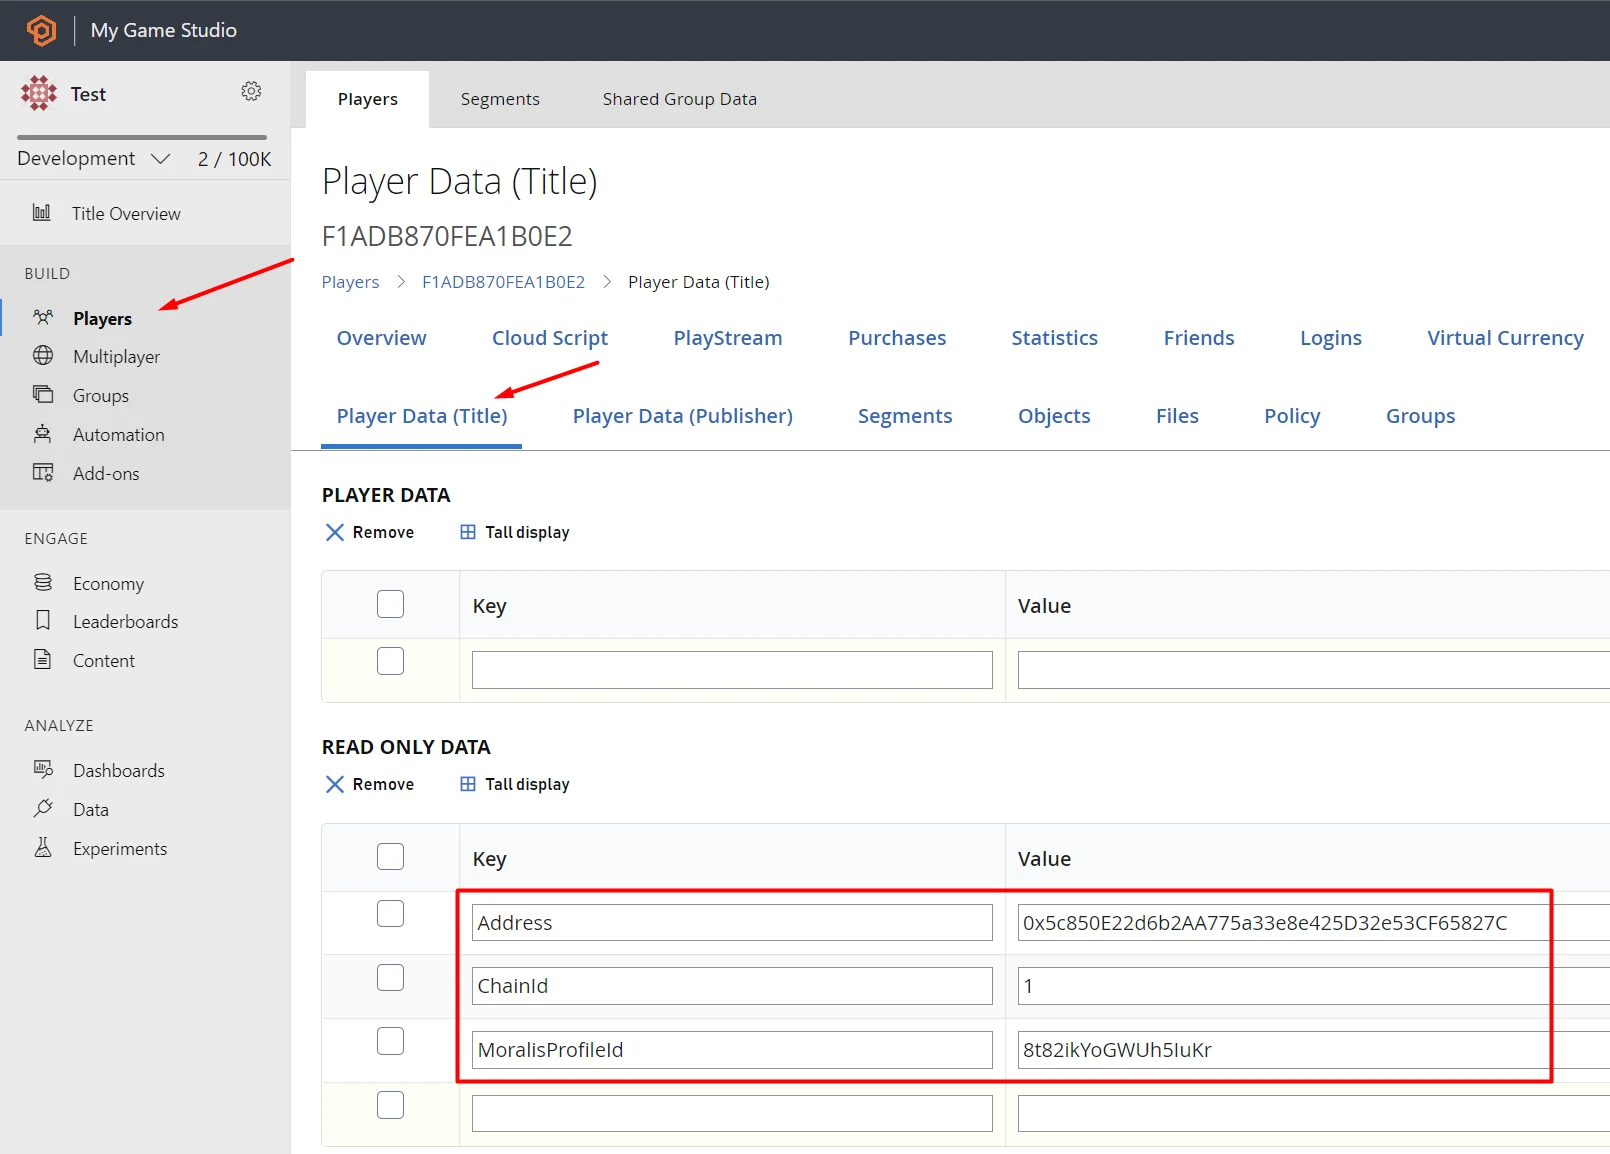 My Game Studio
Test
Development 2 / 100K
Title Overview
BUILD
Players
Multiplayer
Groups
Automation
Add-ons
ENGAGE
Economy
Leaderboards
Content
ANALYZE
Dashboards
Data
Experiments
Players Segments Shared Group Data
Player Data (Title)
F1ADB870FEA1B0E2
Players > F1ADB870FEA1B0E2 > Player Data (Title)
Overview Cloud Script PlayStream Purchases Statistics Friends Logins Virtual Currency
Player Data (Title) Player Data (Publisher) Segments Objects Files Policy Groups
PLAYER DATA
Remove Tall display
Key Value
READ ONLY DATA
Remove Tall display
Key Value
Address 0x5c850E22d6b2AA775a33e8e425D32e53CF65827C
ChainId 1
MoralisProfileId 8t82ikYoGWUh5IuKr